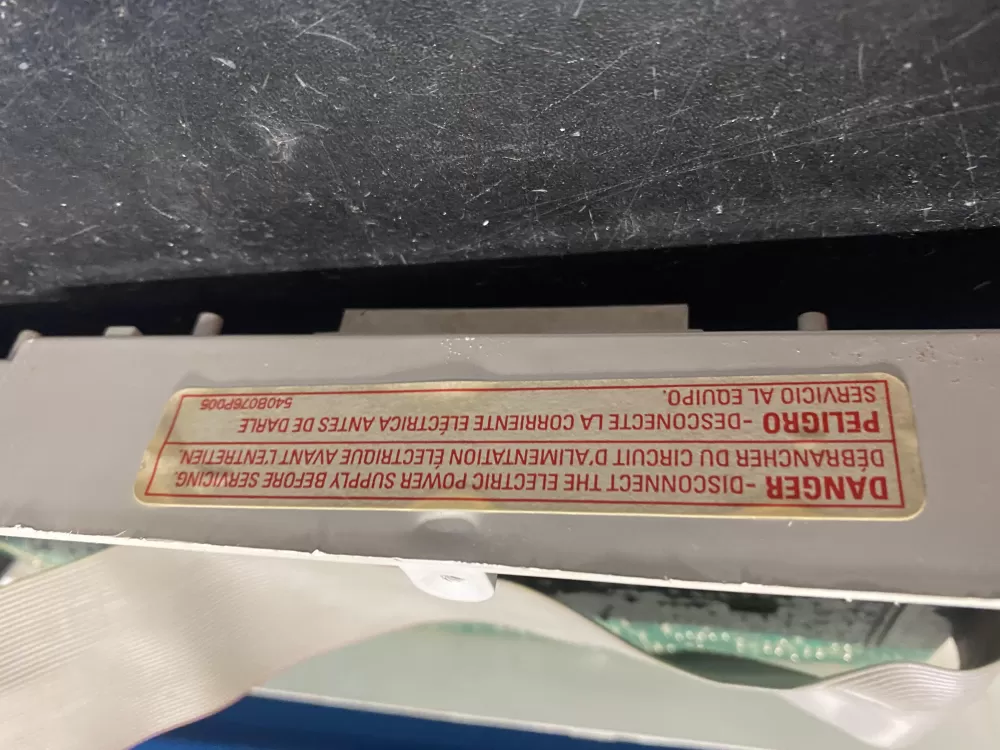 DANGER - DISCONNECT THE ELECTRIC POWER SUPPLY BEFORE SERVICING.
DÉBRANCHER DU CIRCUIT D'ALIMENTATION ÉLECTRIQUE AVANT L'ENTRETIEN.
PELIGRO - DESCONECTE LA CORRIENTE ELÉCTRICA ANTES DE DARLE
SERVICIO AL EQUIPO. 540B076P006